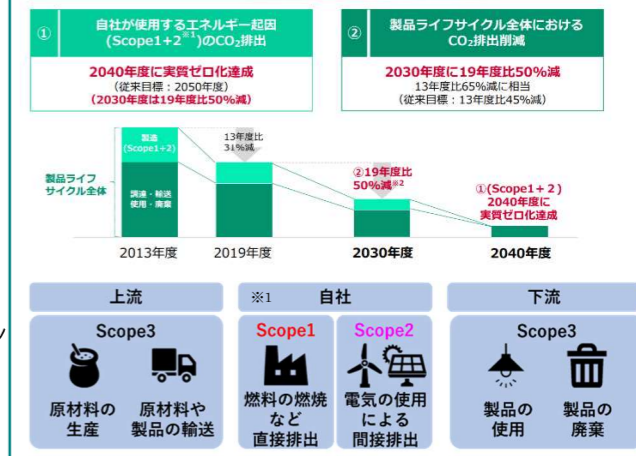 ①
自社が使用するエネルギー起因
(Scope1+2※1)のCO₂排出
2040年度に実質ゼロ化達成
(従来目標：2050年度)
(2030年度は19年度比50%減)
②
製品ライフサイクル全体における
CO₂排出削減
2030年度に19年度比50%減
13年度比65%減に相当
(従来目標：13年度比45%減)
製品ライフ
サイクル全体
製造
(Scope1+2)
調達・輸送
使用・廃棄
13年度比
31%減
②19年度比
50%減※2
①(Scope1+2)
2040年度に
実質ゼロ化達成
2013年度
2019年度
2030年度
2040年度
上流
※1 自社
下流
Scope3
原材料の
生産
原材料や
製品の輸送
Scope1
燃料の燃焼
など
直接排出
Scope2
電気の使用
による
間接排出
Scope3
製品の
使用
製品の
廃棄